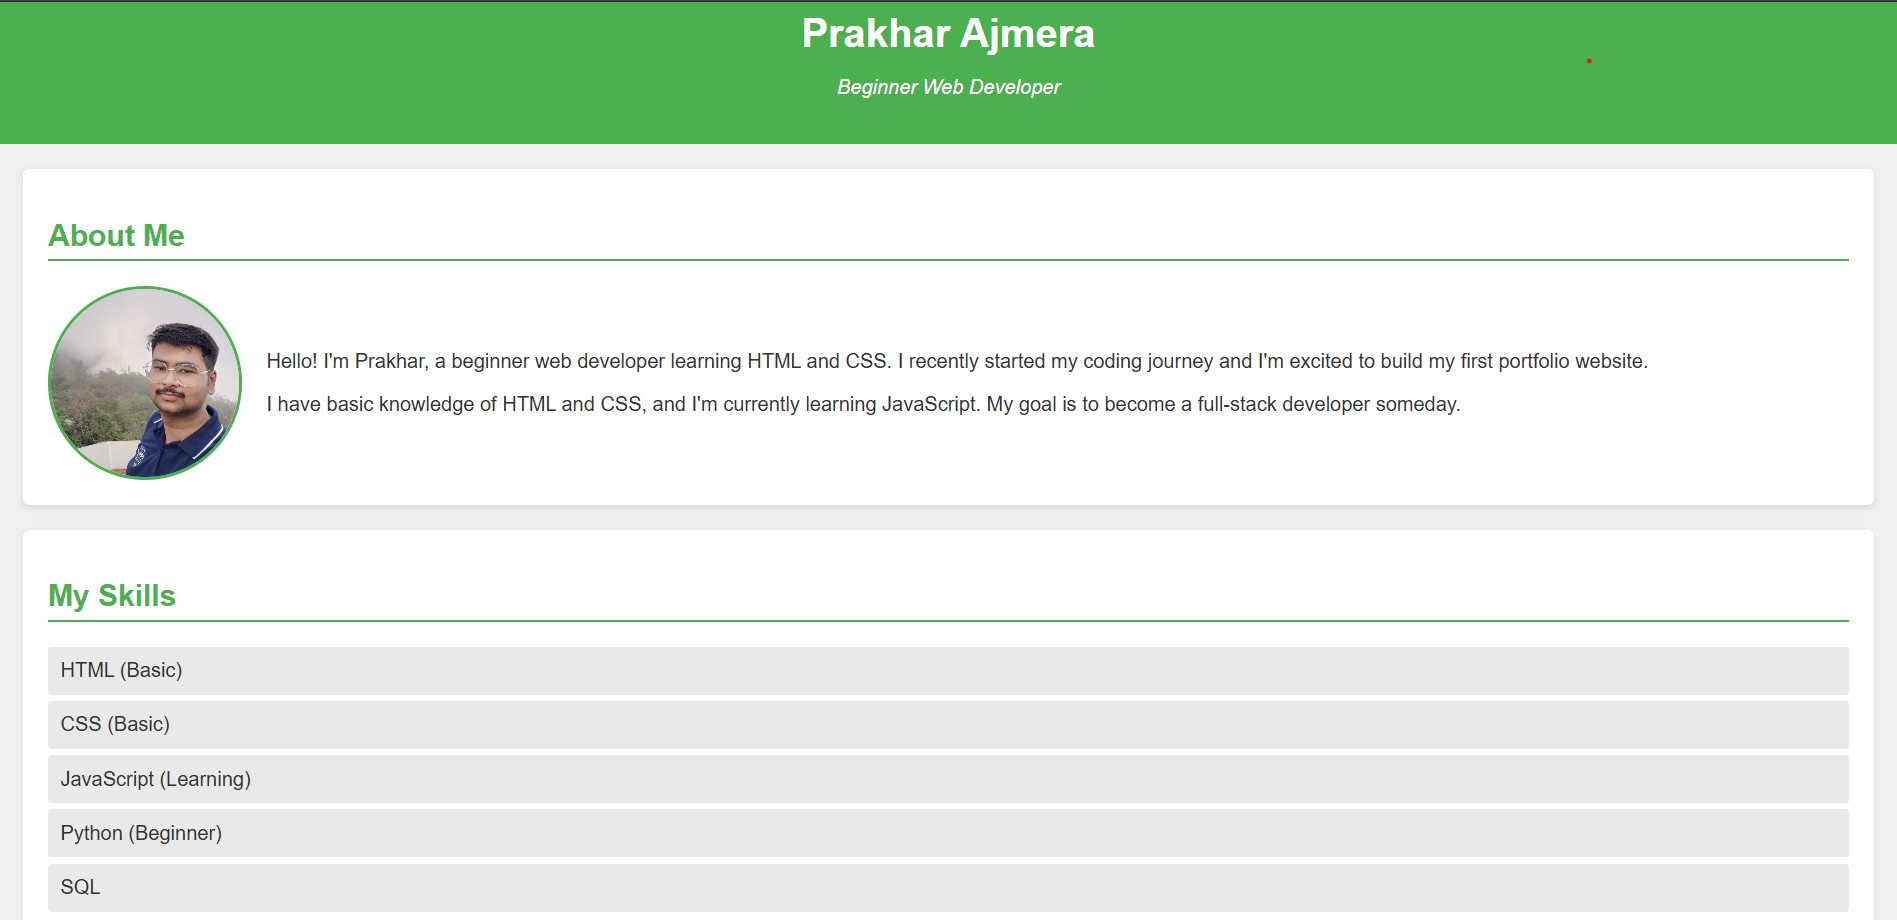 Prakhar Ajmera
Beginner Web Developer
About Me
Hello! I'm Prakhar, a beginner web developer learning HTML and CSS. I recently started my coding journey and I'm excited to build my first portfolio website.
I have basic knowledge of HTML and CSS, and I'm currently learning JavaScript. My goal is to become a full-stack developer someday.
My Skills
HTML (Basic)
CSS (Basic)
JavaScript (Learning)
Python (Beginner)
SQL